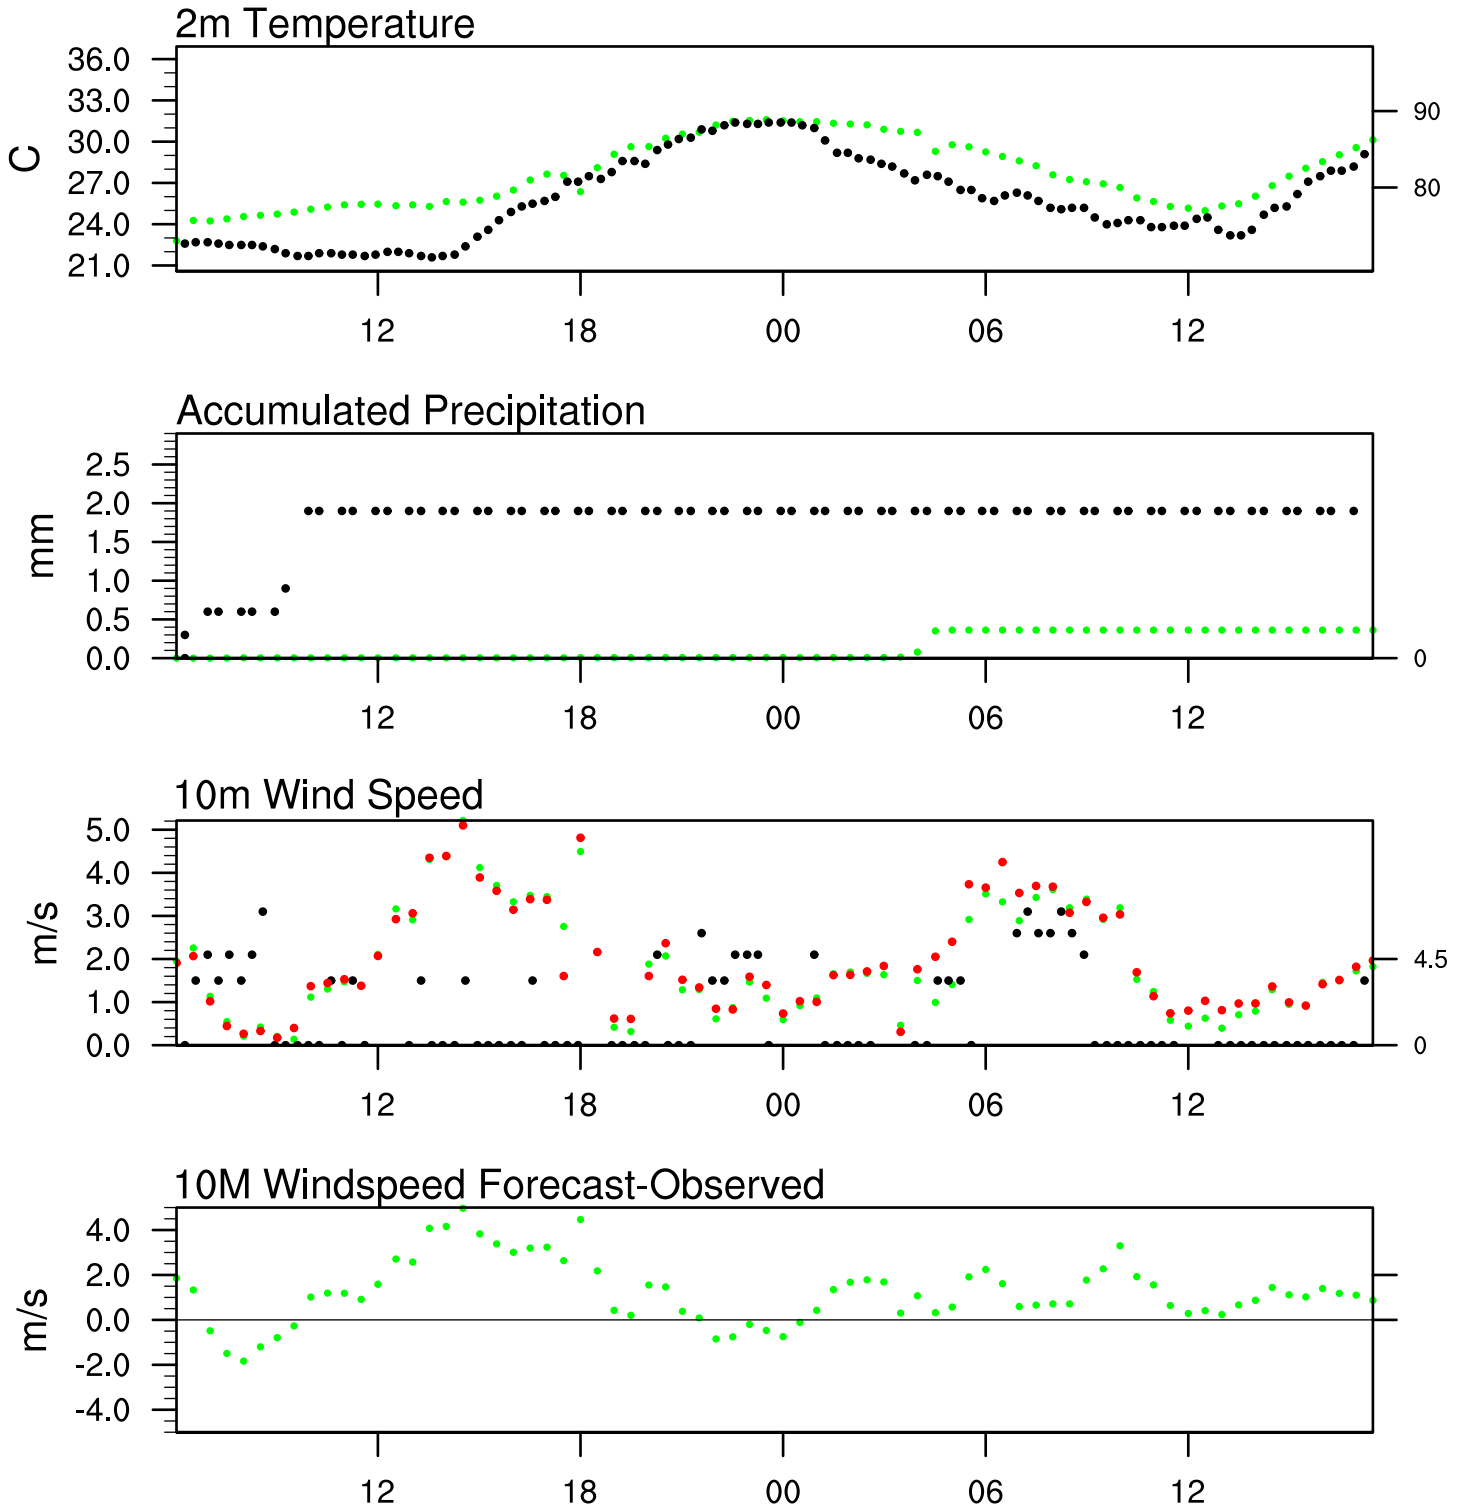 2m Temperature
36.0
33.0
30.0
27.0
24.0
21.0
C
90
80
12 18 00 06 12
Accumulated Precipitation
2.5
2.0
1.5
1.0
0.5
0.0
mm
0
12 18 00 06 12
10m Wind Speed
5.0
4.0
3.0
2.0
1.0
0.0
m/s
4.5
0
12 18 00 06 12
10M Windspeed Forecast-Observed
4.0
2.0
0.0
-2.0
-4.0
m/s
12 18 00 06 12